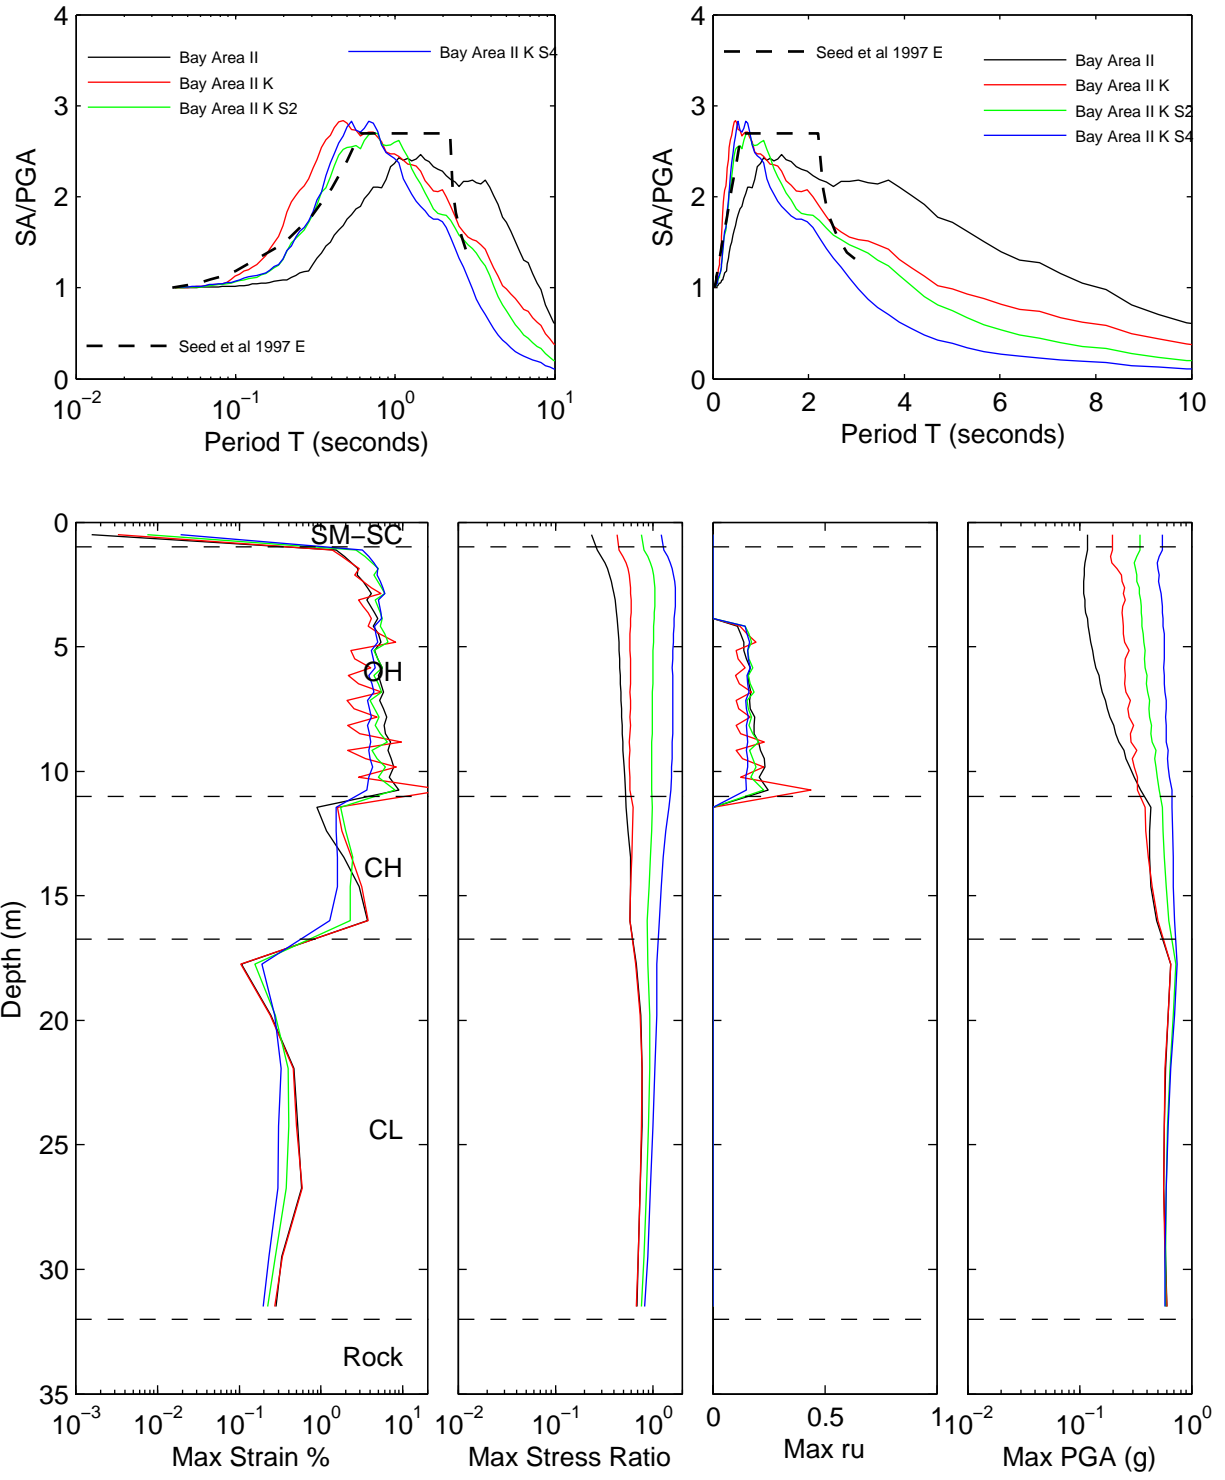 4
3
2
1
0
SA/PGA
Bay Area II
Bay Area II K
Bay Area II K S2
Bay Area II K S4
Seed et al 1997 E
10−2
10−1
100
101
Period T (seconds)
4
3
2
1
0
SA/PGA
Seed et al 1997 E
Bay Area II
Bay Area II K
Bay Area II K S2
Bay Area II K S4
0
2
4
6
8
10
Period T (seconds)
0
5
10
15
20
25
30
35
Depth (m)
SM−SC
OH
CH
CL
Rock
10−3
10−2
10−1
100
101
Max Strain %
10−2
10−1
100
Max Stress Ratio
0
0.5
1
Max ru
10−2
10−1
100
Max PGA (g)